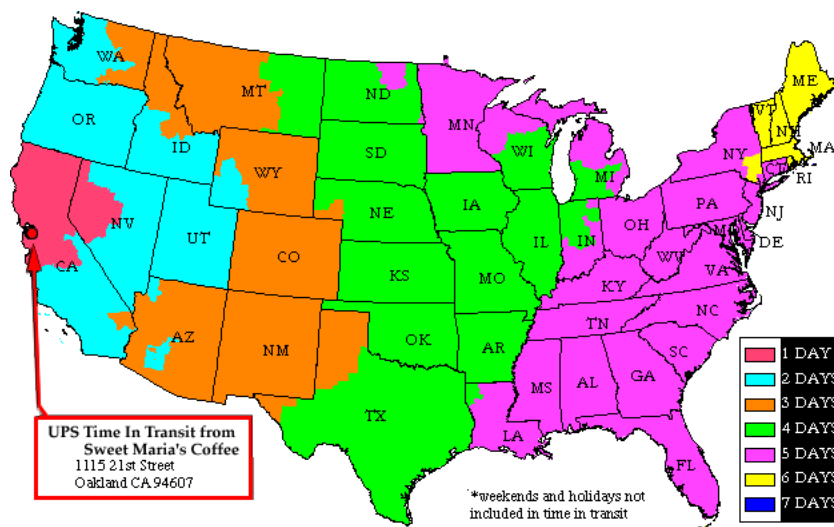 WA
ME
MT
ND
VT
OR
MN
NH
ID
SD
WI
NY
MA
WY
MI
CT
RI
IA
PA
NE
NJ
NV
OH
IL
IN
UT
DE
CO
WV
CA
KS
MO
VA
KY
NC
TN
AZ
OK
NM
AR
SC
MS
AL
GA
TX
LA
FL
1 DAY
2 DAYS
3 DAYS
4 DAYS
5 DAYS
6 DAYS
7 DAYS
UPS Time In Transit from
Sweet Maria's Coffee
1115 21st Street
Oakland CA 94607
*weekends and holidays not
included in time in transit